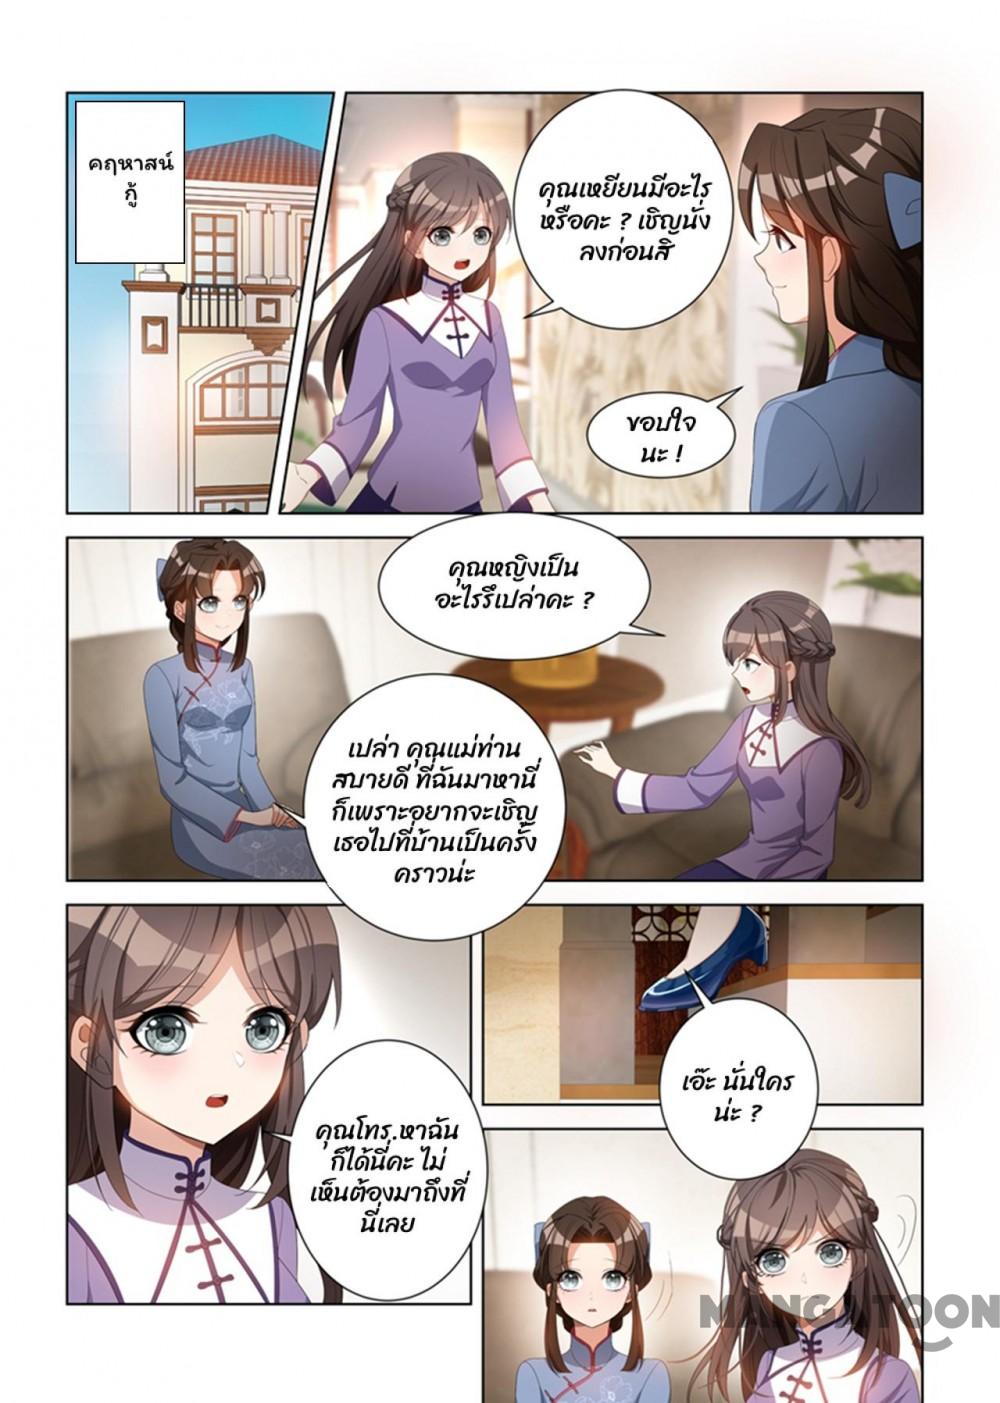 คฤหาสน์
กู้
คุณเหยียนมีอะไร
หรือคะ ? เชิญนั่ง
ลงก่อนสิ
ขอบใจ
นะ !
คุณหญิงเป็น
อะไรรึเปล่าคะ ?
เปล่า คุณแม่ท่าน
สบายดี ที่ฉันมาหานี่
ก็เพราะอยากจะเชิญ
เธอไปที่บ้านเป็นครั้ง
คราวน่ะ
คุณโทร.หาฉัน
ก็ได้นี่คะ ไม่
เห็นต้องมาถึงที่
นี่เลย
เอ๊ะ นั่นใคร
น่ะ ?
MANGATOON